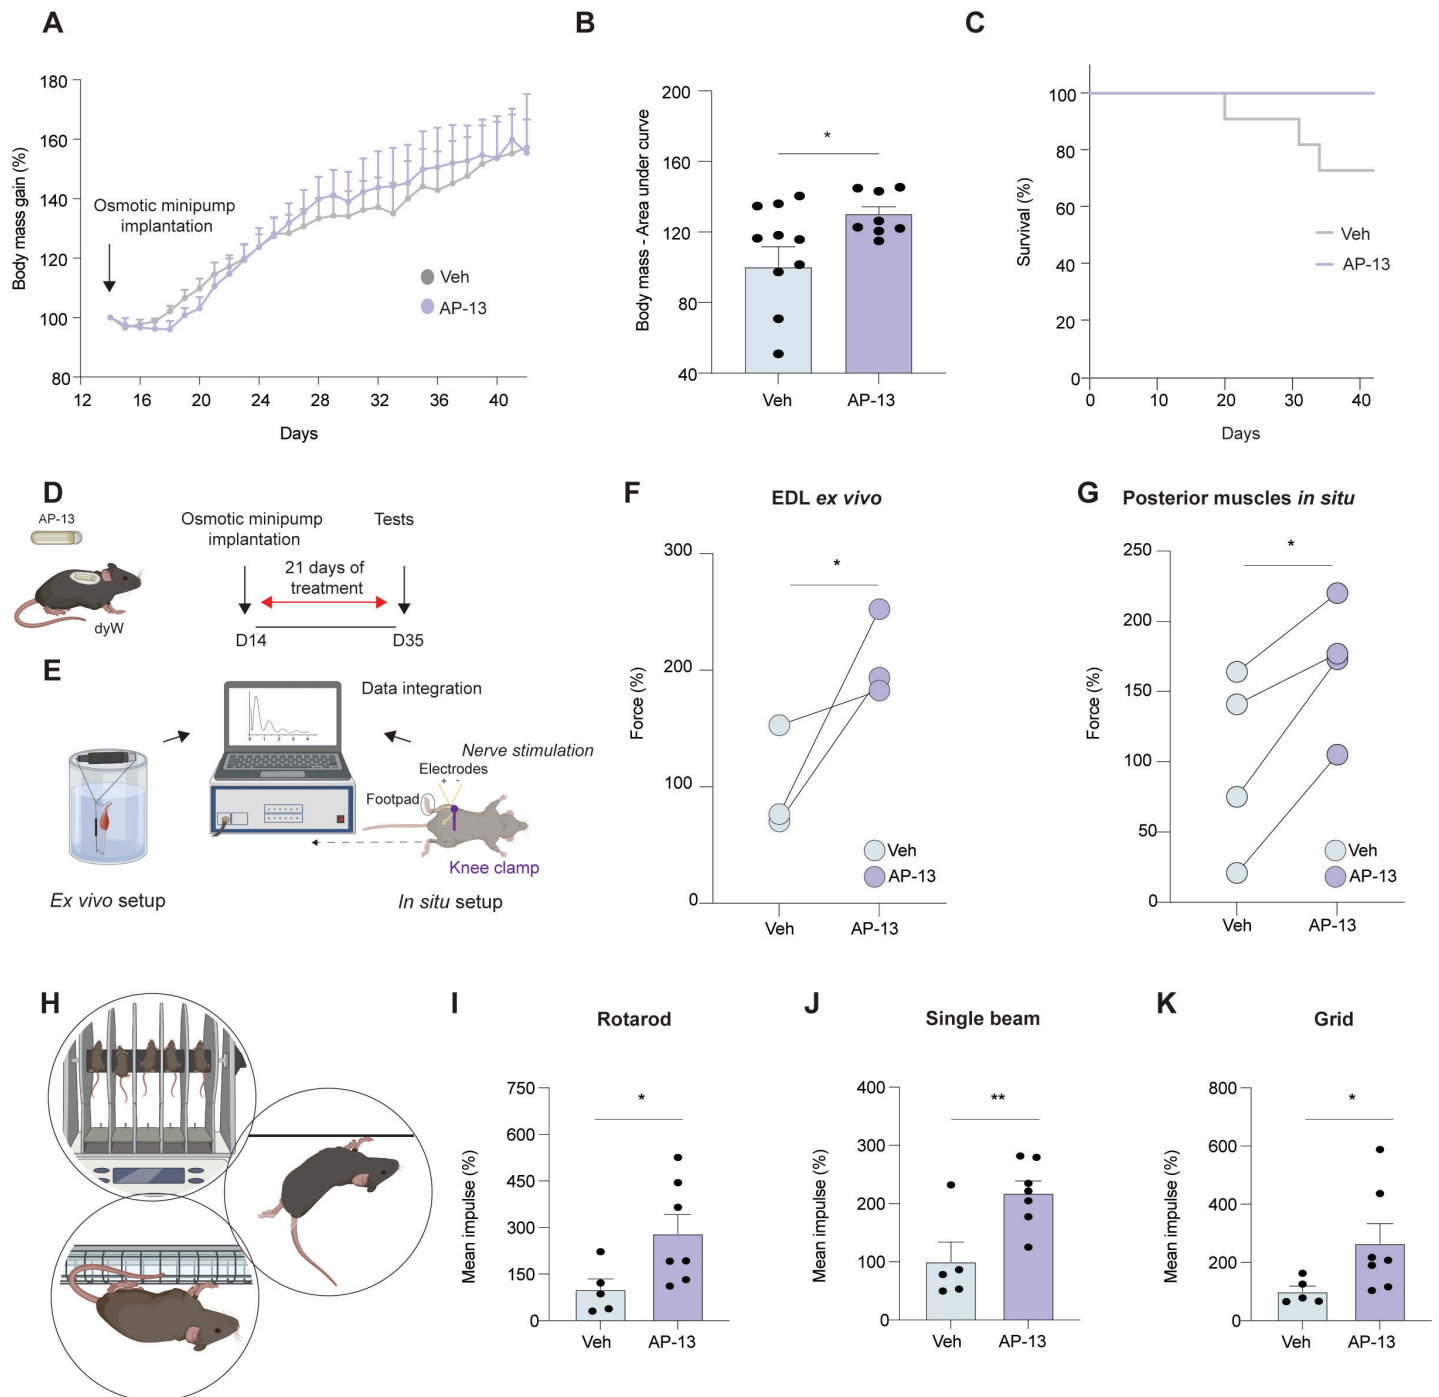 A
Body mass gain (%)
180
160
140
120
100
80
Osmotic minipump
implantation
Veh
AP-13
12
16
20
24
28
32
36
40
Days
B
Body mass - Area under curve
200
160
120
80
40
*
Veh
AP-13
C
Survival (%)
100
80
60
40
20
0
Veh
AP-13
0
10
20
30
40
Days
D
AP-13
dyW
Osmotic minipump
implantation
Tests
21 days of
treatment
D14
D35
E
Data integration
0 1 2 3 4
Nerve stimulation
Electrodes
+ -
Footpad
Knee clamp
Ex vivo setup
In situ setup
F
EDL ex vivo
Force (%)
300
200
100
0
*
Veh
AP-13
Veh
AP-13
G
Posterior muscles in situ
Force (%)
250
200
150
100
50
0
*
Veh
AP-13
Veh
AP-13
H
I
Rotarod
Mean impulse (%)
750
600
450
300
150
0
*
Veh
AP-13
J
Single beam
Mean impulse (%)
400
300
200
100
0
**
Veh
AP-13
K
Grid
Mean impulse (%)
800
600
400
200
0
*
Veh
AP-13